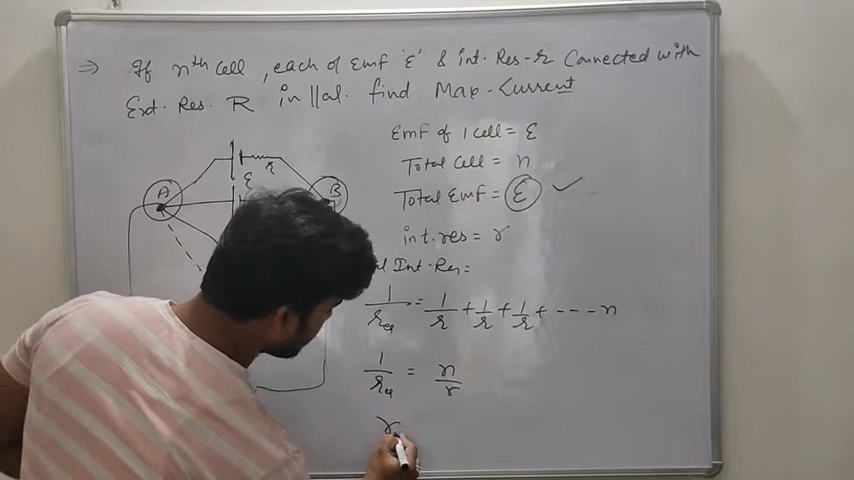 ⇒ If nth cell, each of Emf 'ε' & int. Res-r Connected with
Ext. Res. R in ||al. find Max. Current
A
r
B
ε
EMF of 1 cell = ε
Total Cell = n
Total Emf = ε ✓
int.res = r
Int. Res =
1/req = 1/r + 1/r + 1/r + --- n
1/req = n/r
r